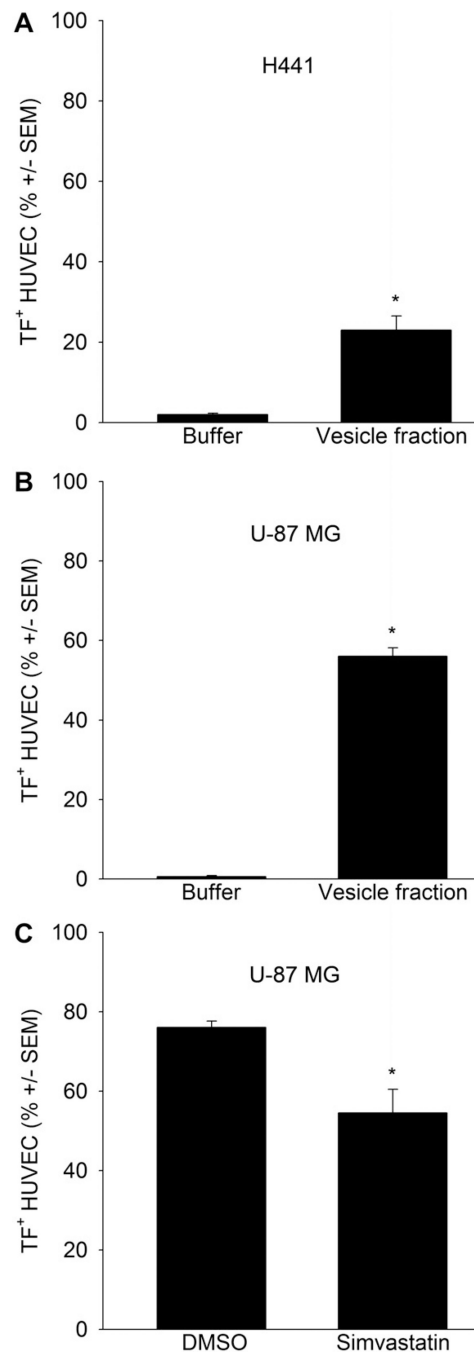 A
H441
TF⁺ HUVEC (% +/- SEM)
100
80
60
40
20
0
*
Buffer
Vesicle fraction
B
U-87 MG
TF⁺ HUVEC (% +/- SEM)
100
80
60
40
20
0
*
Buffer
Vesicle fraction
C
U-87 MG
TF⁺ HUVEC (% +/- SEM)
100
80
60
40
20
0
*
DMSO
Simvastatin